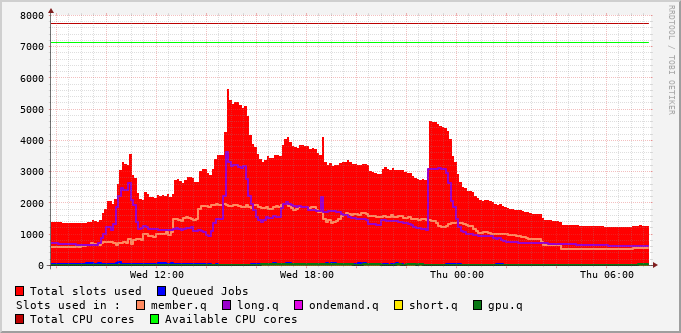 8000
7000
6000
5000
4000
3000
2000
1000
0
Wed 12:00 Wed 18:00 Thu 00:00 Thu 06:00
Total slots used Queued Jobs
Slots used in : member.q long.q ondemand.q short.q gpu.q
Total CPU cores Available CPU cores
RRDTOOL / TOBI OETIKER